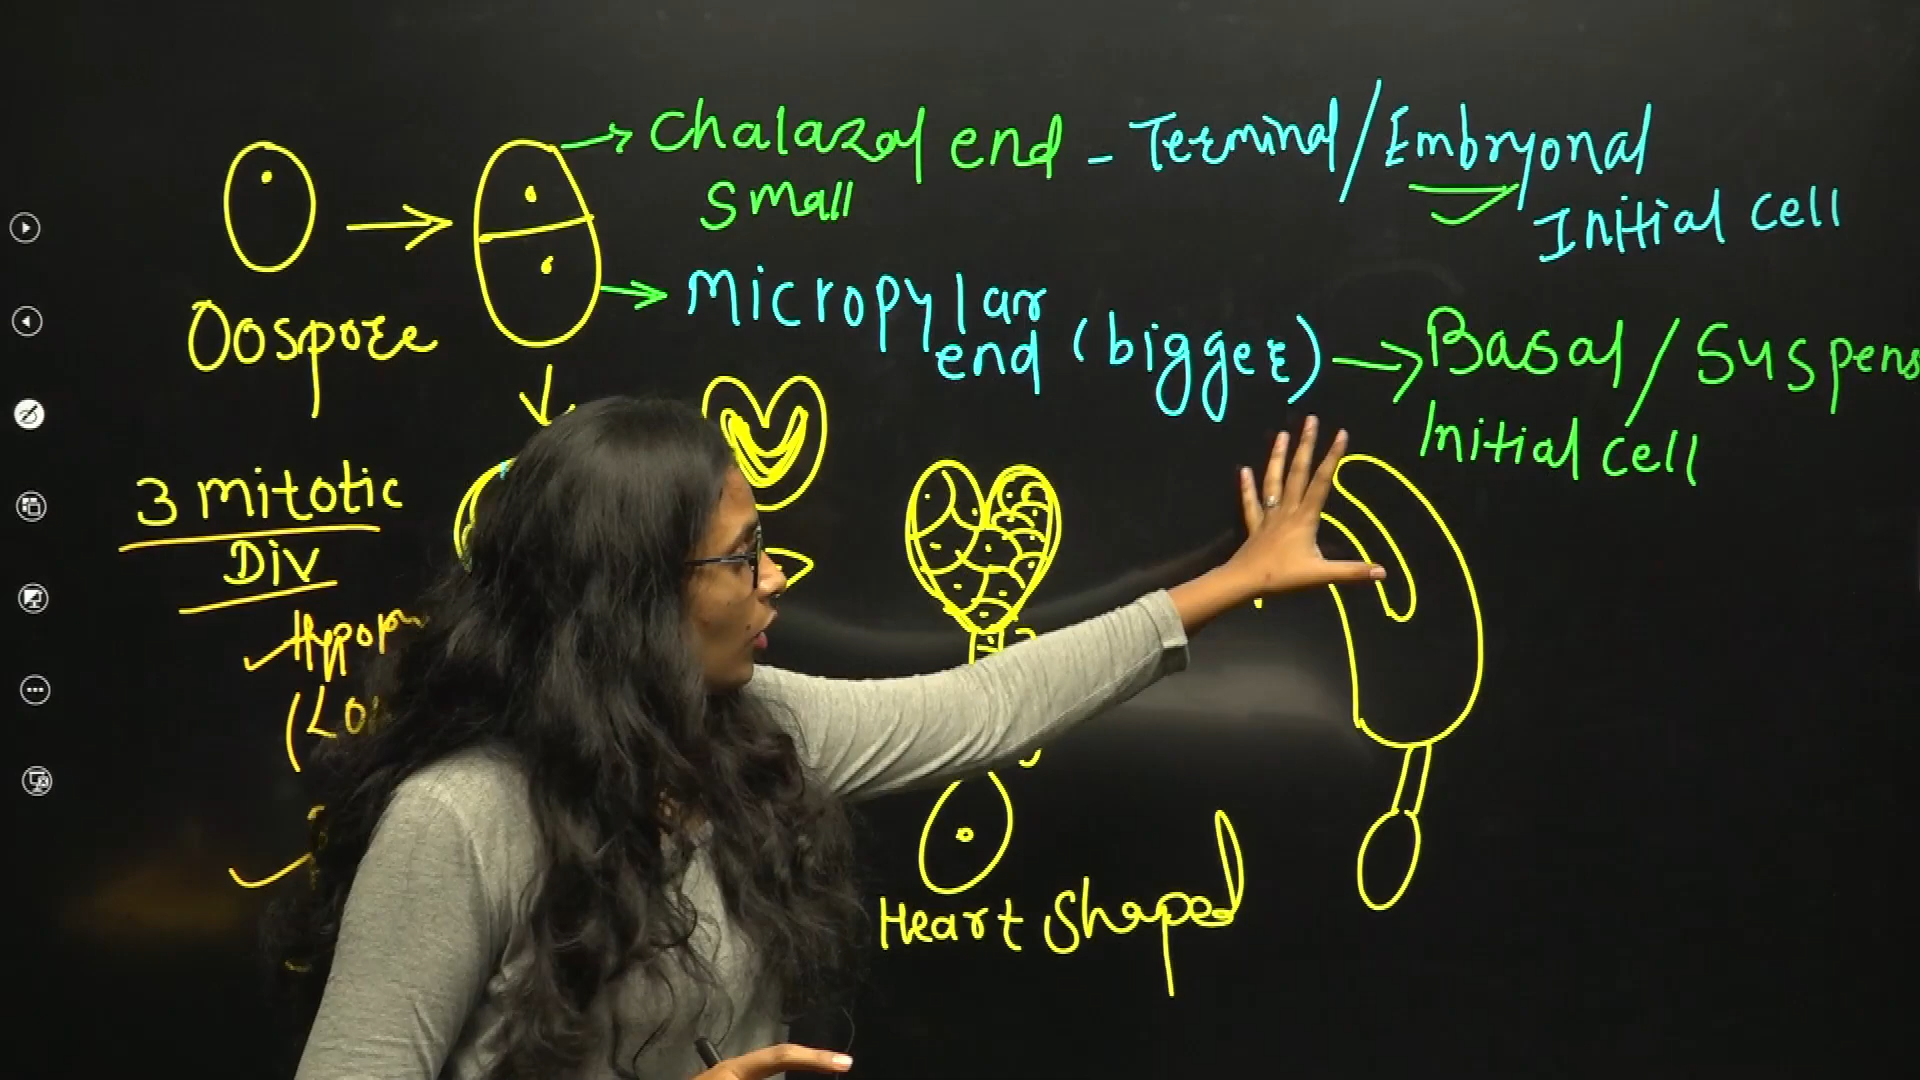 Chalazal end - Terminal/Embryonal
small
Initial cell
Oospore
Micropylar
end (bigger) → Basal/Suspens
Initial cell
3 mitotic
Div
Heart shaped